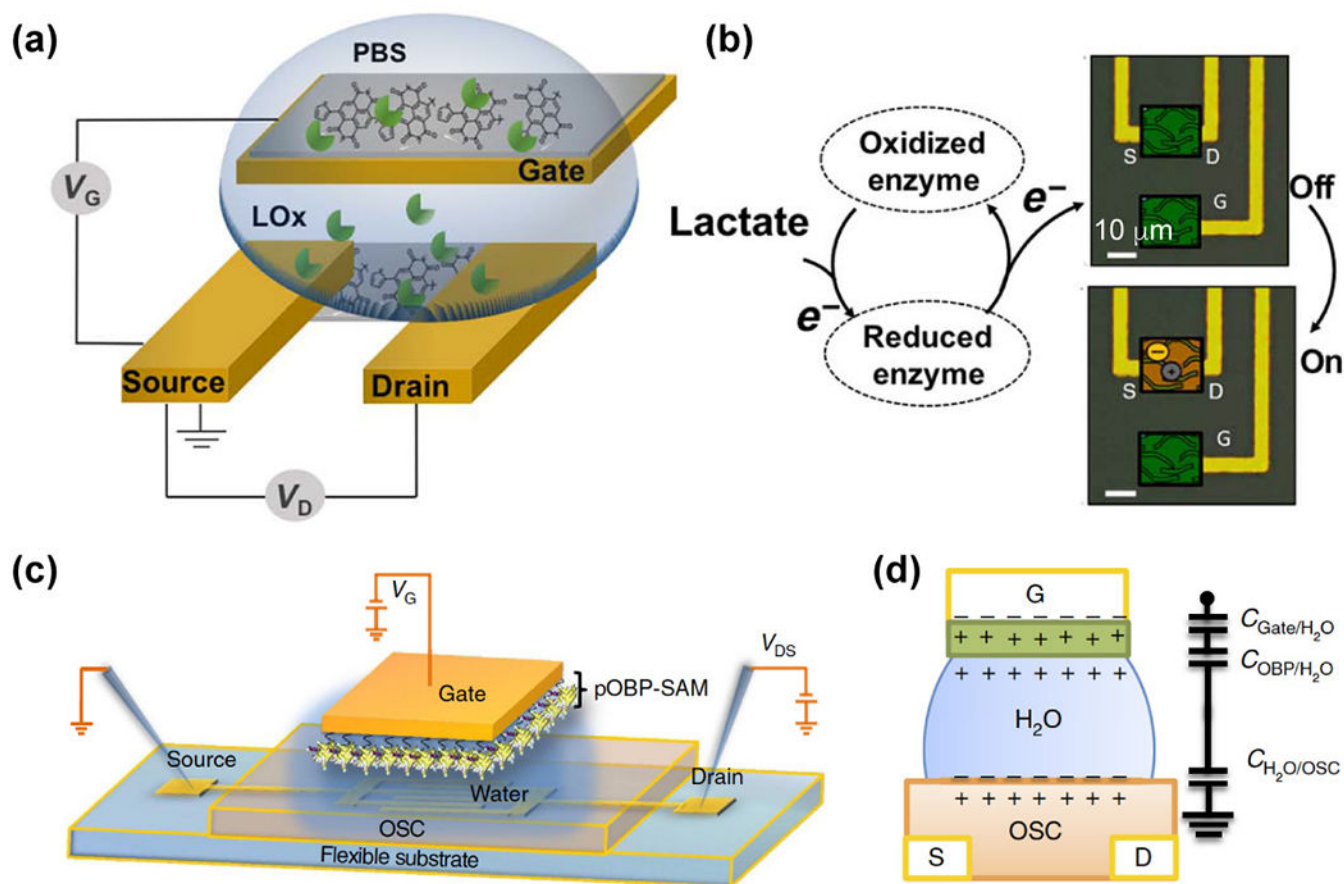 (a)
PBS
Gate
V_G
LOx
Source
Drain
V_D
(b)
Oxidized
enzyme
Lactate
e⁻
e⁻
Reduced
enzyme
S
D
G
10 μm
Off
On
S
D
G
(c)
V_G
V_DS
Gate
pOBP-SAM
Source
Drain
Water
OSC
Flexible substrate
(d)
G
− − − − − − −
+ + + + + + +
+ + + + + + +
H₂O
− − − − − − −
+ + + + + + +
OSC
S
D
C_Gate/H₂O
C_OBP/H₂O
C_H₂O/OSC